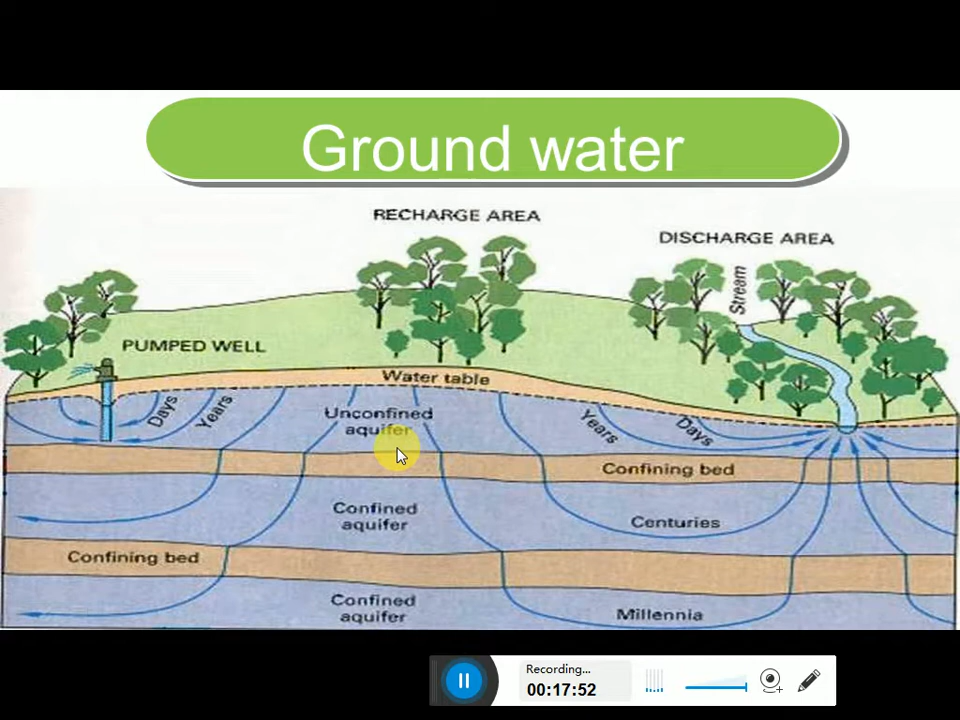 Ground water
RECHARGE AREA
DISCHARGE AREA
Stream
PUMPED WELL
Water table
Days
Years
Unconfined
aquifer
Years
Days
Confining bed
Confined
aquifer
Centuries
Confining bed
Confined
aquifer
Millennia
Recording...
00:17:52